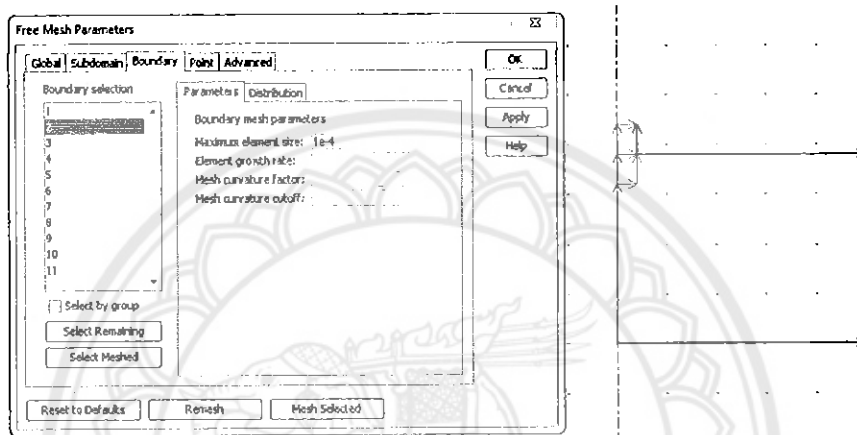 Free Mesh Parameters
Global Subdomain Boundary Point Advanced
Boundary selection
1
3
4
5
6
7
8
9
10
11
Select by group
Select Remaining
Select Meshed
Parameters Distribution
Boundary mesh parameters
Maximum element size: 1e-4
Element growth rate:
Mesh curvature factor:
Mesh curvature cutoff:
OK
Cancel
Apply
Help
Reset to Defaults Remesh Mesh Selected